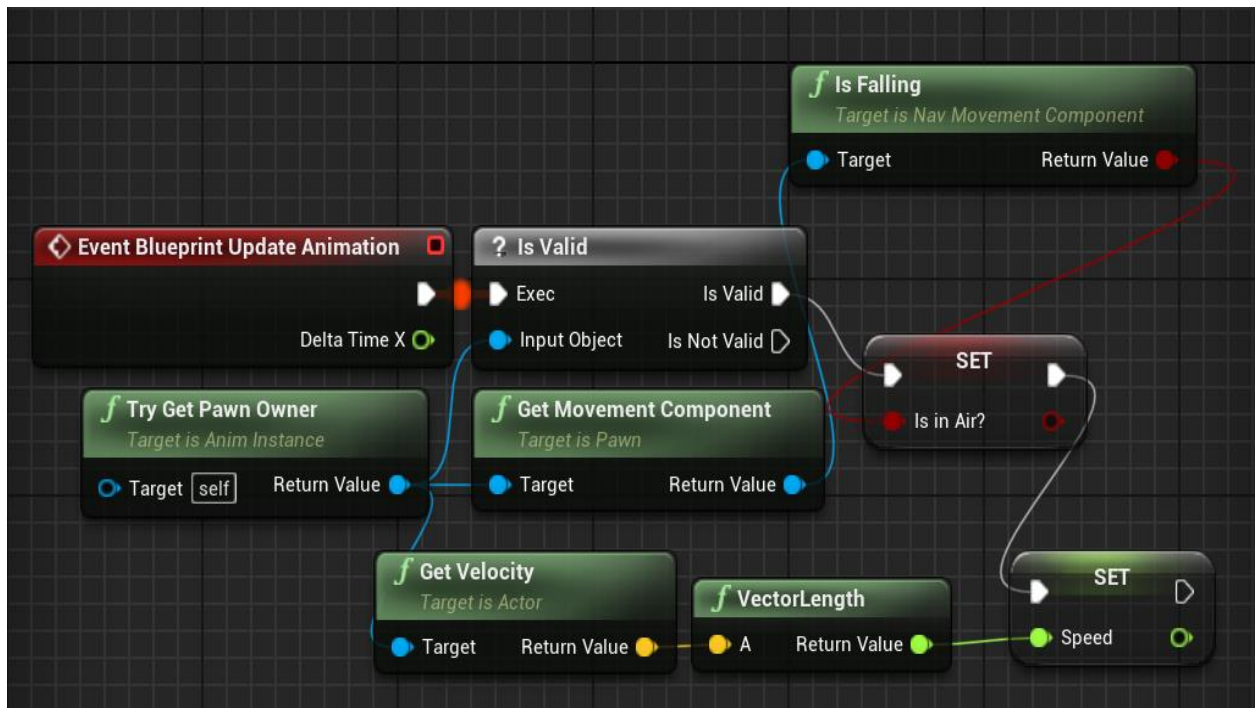 Is Falling
Target is Nav Movement Component
Target Return Value
Event Blueprint Update Animation
Delta Time X
? Is Valid
Exec Is Valid
Input Object Is Not Valid
SET
Is in Air?
Try Get Pawn Owner
Target is Anim Instance
Target self Return Value
Get Movement Component
Target is Pawn
Target Return Value
Get Velocity
Target is Actor
Target Return Value
VectorLength
A Return Value
SET
Speed